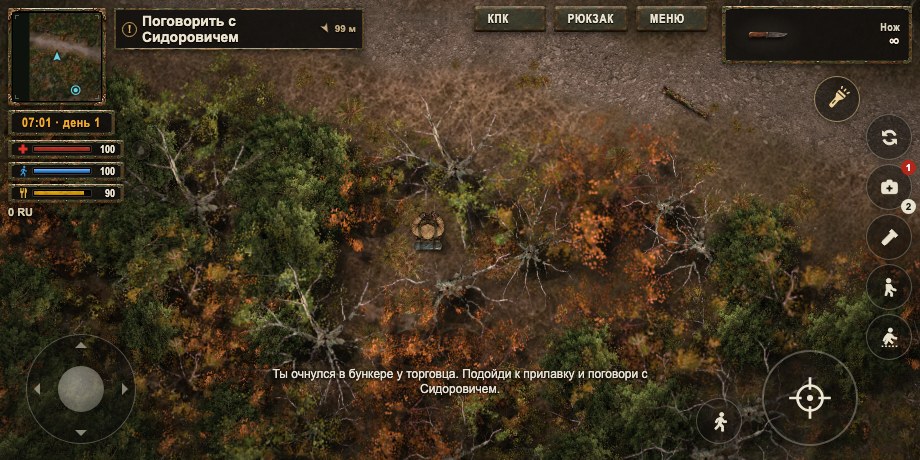 Поговорить с
Сидоровичем
99 м
КПК
РЮКЗАК
МЕНЮ
Нож
∞
07:01 · день 1
100
100
90
0 RU
1
2
Ты очнулся в бункере у торговца. Подойди к прилавку и поговори с
Сидоровичем.